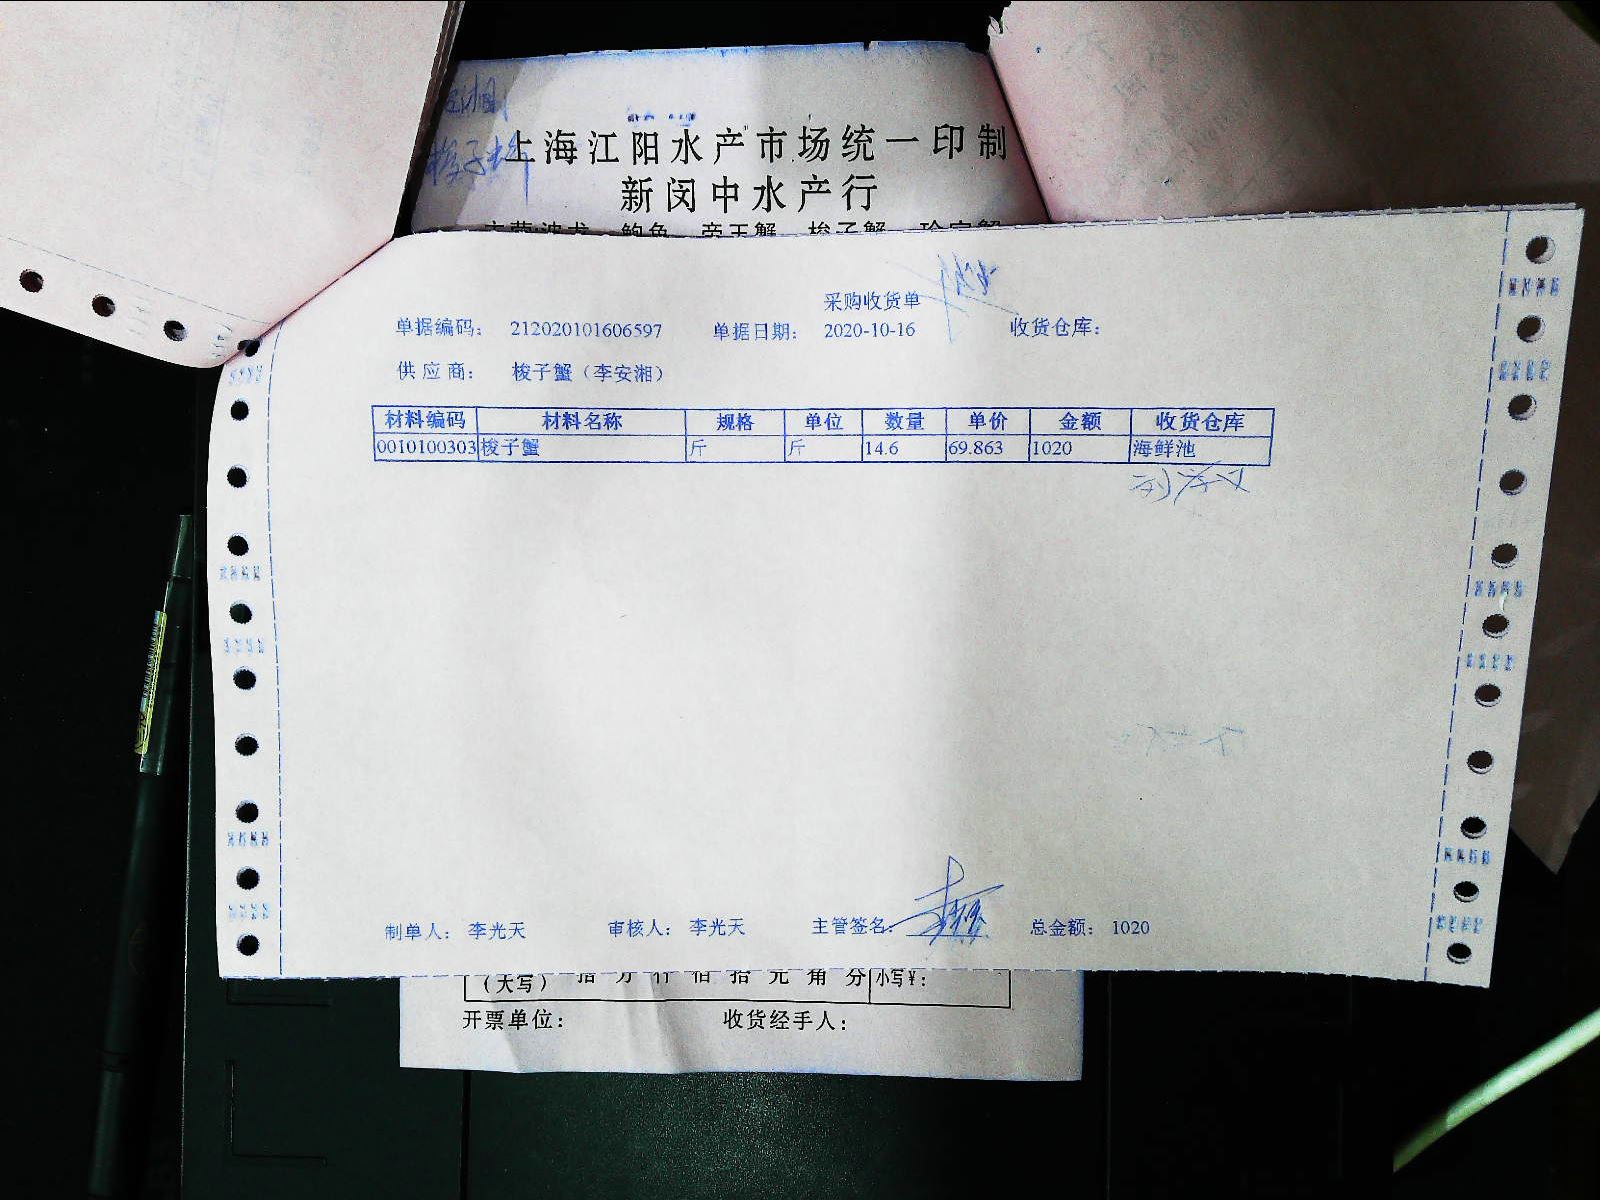 上海江阳水产市场统一印制
新闵中水产行
采购收货单
单据编码: 212020101606597 单据日期: 2020-10-16 收货仓库:
供应商: 梭子蟹（李安湘）
材料编码 材料名称 规格 单位 数量 单价 金额 收货仓库
0010100303 梭子蟹 斤 斤 14.6 69.863 1020 海鲜池
制单人: 李光天 审核人: 李光天 主管签名: 总金额: 1020
（大写） 拾 万 仟 佰 拾 元 角 分 小写¥:
开票单位: 收货经手人: